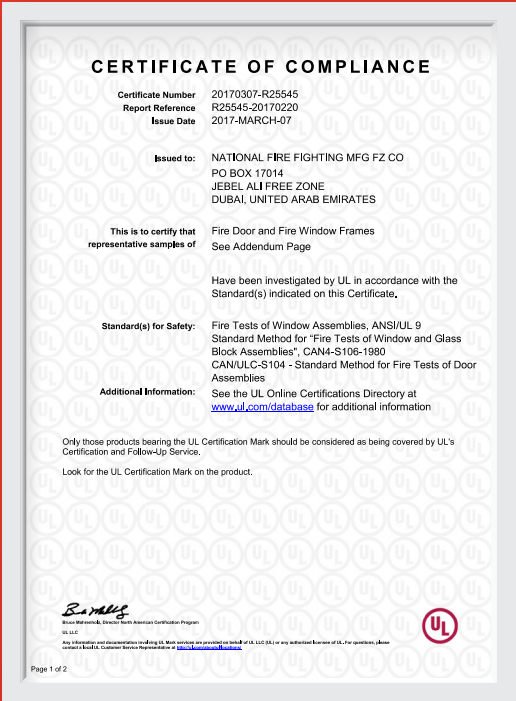 CERTIFICATE OF COMPLIANCE
Certificate Number 20170307-R25545
Report Reference R25545-20170220
Issue Date 2017-MARCH-07
Issued to: NATIONAL FIRE FIGHTING MFG FZ CO
PO BOX 17014
JEBEL ALI FREE ZONE
DUBAI, UNITED ARAB EMIRATES
This is to certify that Fire Door and Fire Window Frames
representative samples of See Addendum Page
Have been investigated by UL in accordance with the
Standard(s) indicated on this Certificate.
Standard(s) for Safety: Fire Tests of Window Assemblies, ANSI/UL 9
Standard Method for "Fire Tests of Window and Glass
Block Assemblies", CAN4-S106-1980
CAN/ULC-S104 - Standard Method for Fire Tests of Door
Assemblies
Additional Information: See the UL Online Certifications Directory at
www.ul.com/database for additional information
Only those products bearing the UL Certification Mark should be considered as being covered by UL's
Certification and Follow-Up Service.
Look for the UL Certification Mark on the product.
Bruce Mahrenholz, Director North American Certification Program
UL LLC
Any information and documentation involving UL Mark services are provided on behalf of UL LLC (UL) or any authorized licensee of UL. For questions, please
contact a local UL Customer Service Representative at http://ul.com/aboutul/locations/
UL
Page 1 of 2